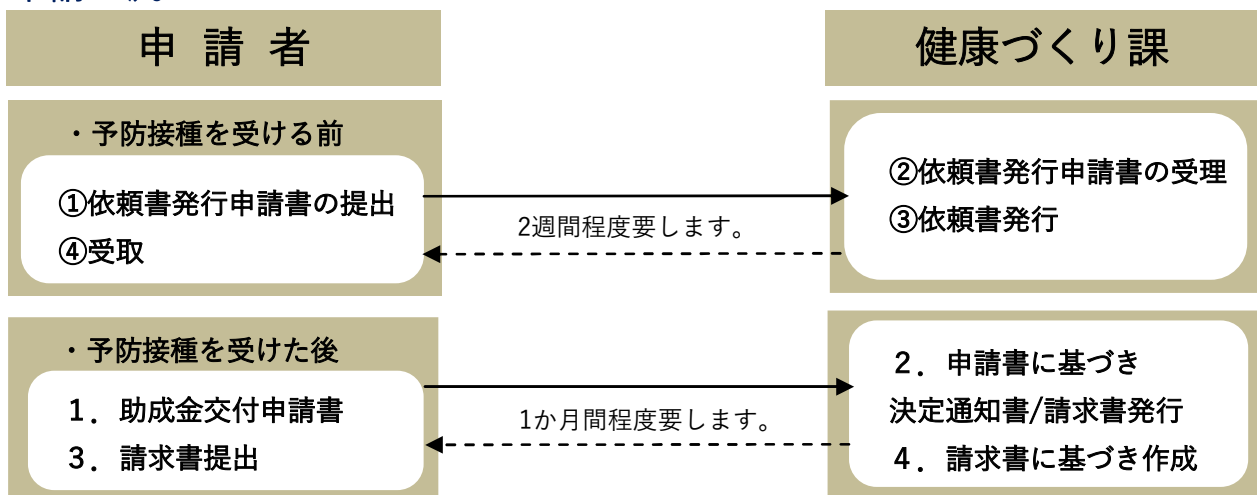 申 請 者
健康づくり課
・予防接種を受ける前
①依頼書発行申請書の提出
④受取
2週間程度要します。
②依頼書発行申請書の受理
③依頼書発行
・予防接種を受けた後
１．助成金交付申請書
３．請求書提出
1か月間程度要します。
２．申請書に基づき
決定通知書/請求書発行
４．請求書に基づき作成